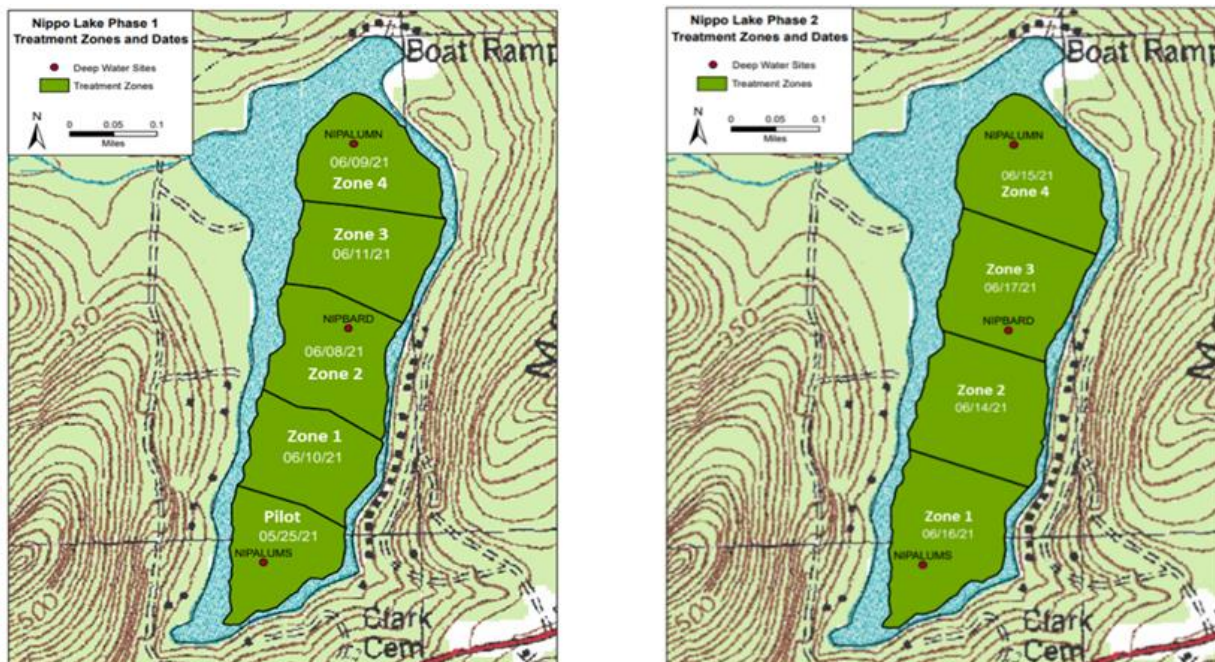 Nippo Lake Phase 1
Treatment Zones and Dates
Deep Water Sites
Treatment Zones
N
0 0.05 0.1
Miles
Boat Ramp
NIPALUMN
06/09/21
Zone 4
Zone 3
06/11/21
NIPBARD
06/08/21
Zone 2
Zone 1
06/10/21
Pilot
05/25/21
NIPALUMS
550
500
Clark
Cem
Nippo Lake Phase 2
Treatment Zones and Dates
Deep Water Sites
Treatment Zones
N
0 0.05 0.1
Miles
Boat Ramp
NIPALUMN
06/15/21
Zone 4
Zone 3
06/17/21
NIPBARD
Zone 2
06/14/21
Zone 1
06/16/21
NIPALUMS
550
500
Clark
Cem